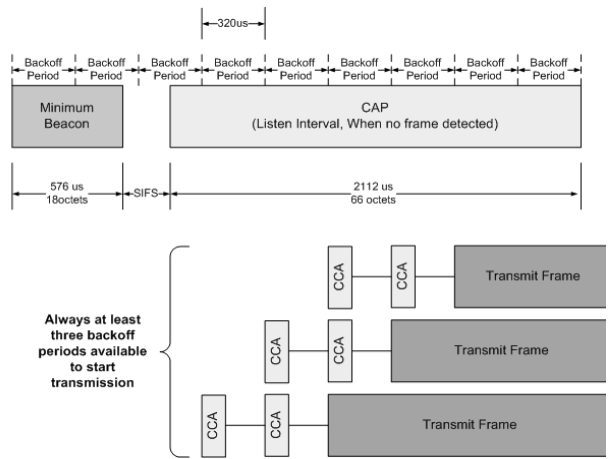 320us
Backoff Period
Backoff Period
Backoff Period
Backoff Period
Backoff Period
Backoff Period
Backoff Period
Backoff Period
Backoff Period
Minimum
Beacon
CAP
(Listen Interval, When no frame detected)
576 us
18octets
SIFS
2112 us
66 octets
CCA
CCA
Transmit Frame
Always at least
three backoff
periods available
to start
transmission
CCA
CCA
Transmit Frame
CCA
CCA
Transmit Frame